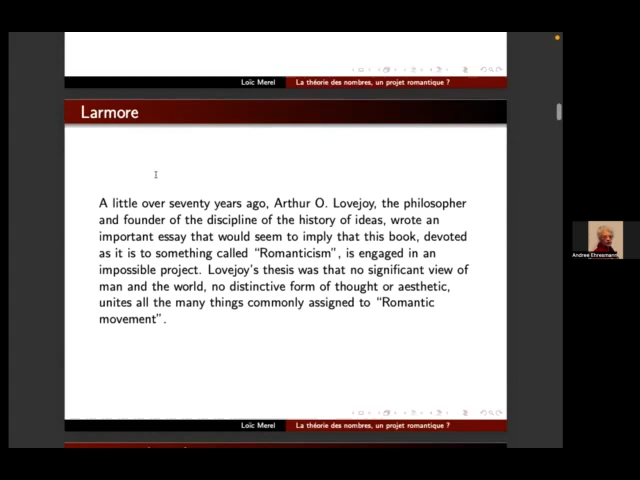 Loïc Merel La théorie des nombres, un projet romantique ?
Larmore
A little over seventy years ago, Arthur O. Lovejoy, the philosopher
and founder of the discipline of the history of ideas, wrote an
important essay that would seem to imply that this book, devoted
as it is to something called “Romanticism”, is engaged in an
impossible project. Lovejoy’s thesis was that no significant view of
man and the world, no distinctive form of thought or aesthetic,
unites all the many things commonly assigned to “Romantic
movement”.
Andree Ehresmann
Loïc Merel La théorie des nombres, un projet romantique ?